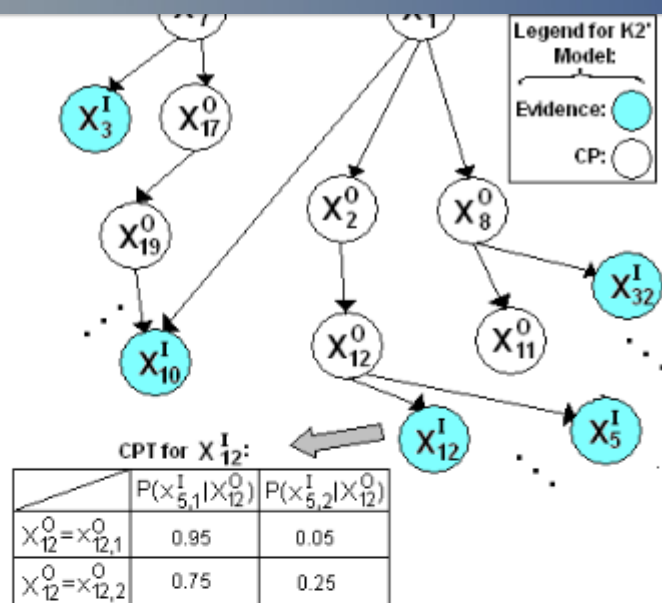 X7
X1
Legend for K2*
Model:
Evidence:
CP:
X^I_3
X^O_17
X^O_2
X^O_8
X^O_19
X^I_32
X^O_12
X^O_11
X^I_10
X^I_12
X^I_5
CPT for X^I_12:
P(x^I_5,1|X^O_12) P(x^I_5,2|X^O_12)
X^O_12=x^O_12,1 0.95 0.05
X^O_12=x^O_12,2 0.75 0.25